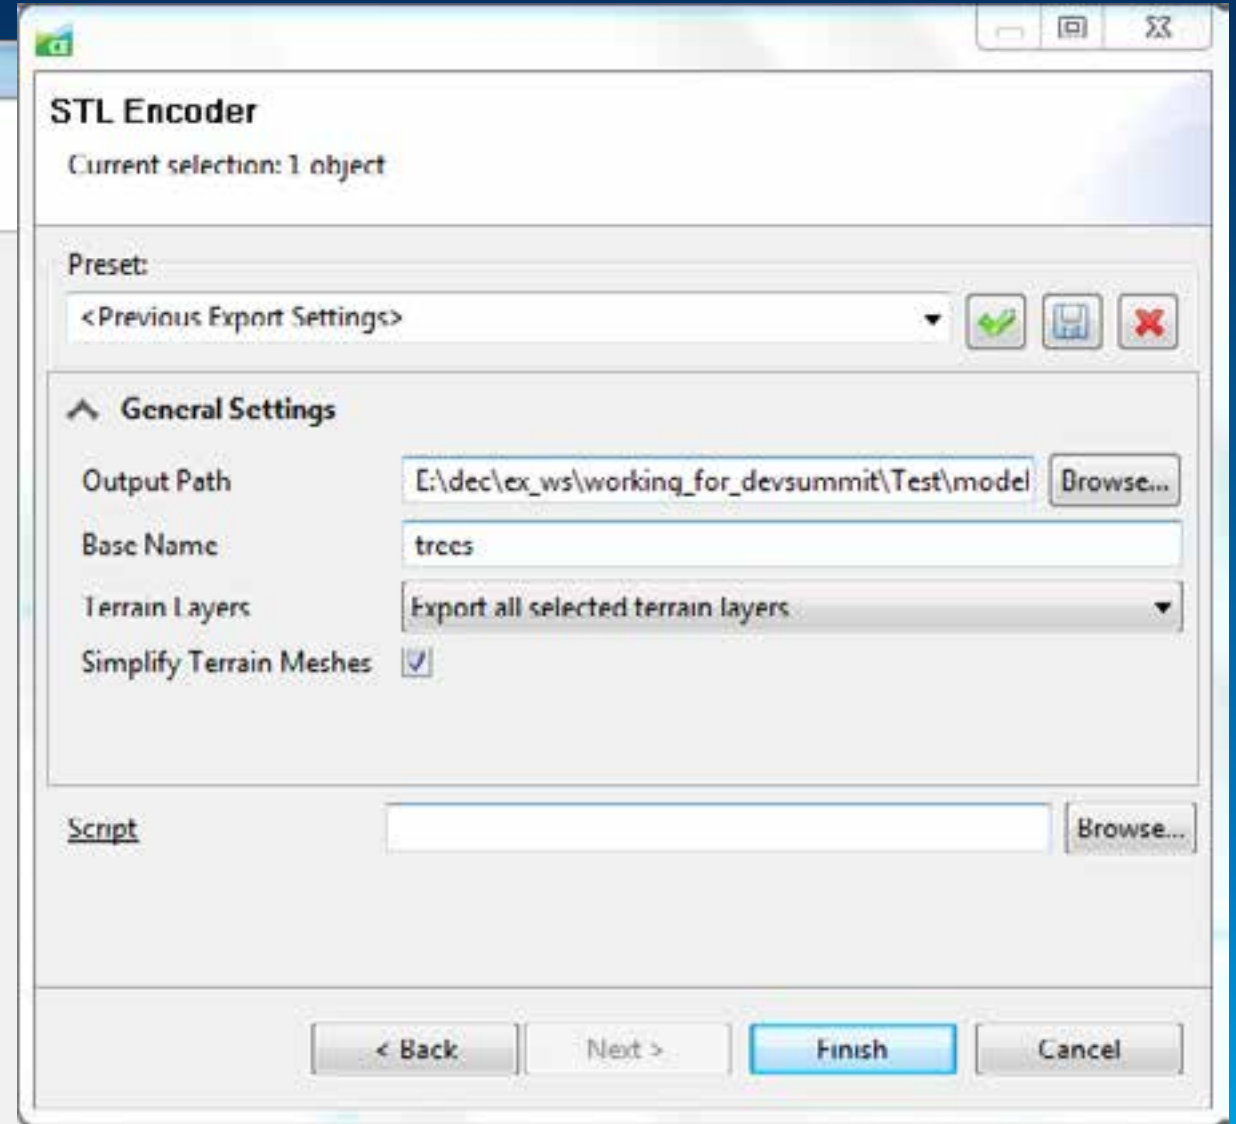 STL Encoder
Current selection: 1 object
Preset:
<Previous Export Settings>
General Settings
Output Path E:\dec\ex_ws\working_for_devsummit\Test\model Browse...
Base Name trees
Terrain Layers Export all selected terrain layers
Simplify Terrain Meshes
Script Browse...
< Back Next > Finish Cancel